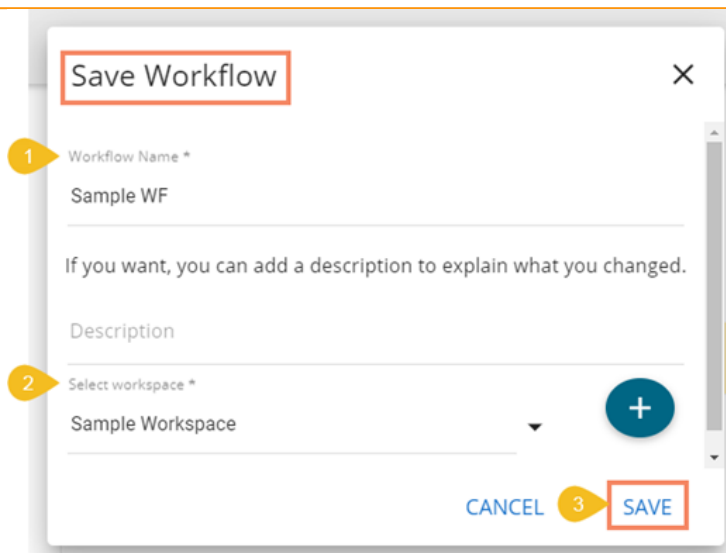 Save Workflow
1
Workflow Name *
Sample WF
If you want, you can add a description to explain what you changed.
Description
2
Select workspace *
Sample Workspace
+
CANCEL 3 SAVE